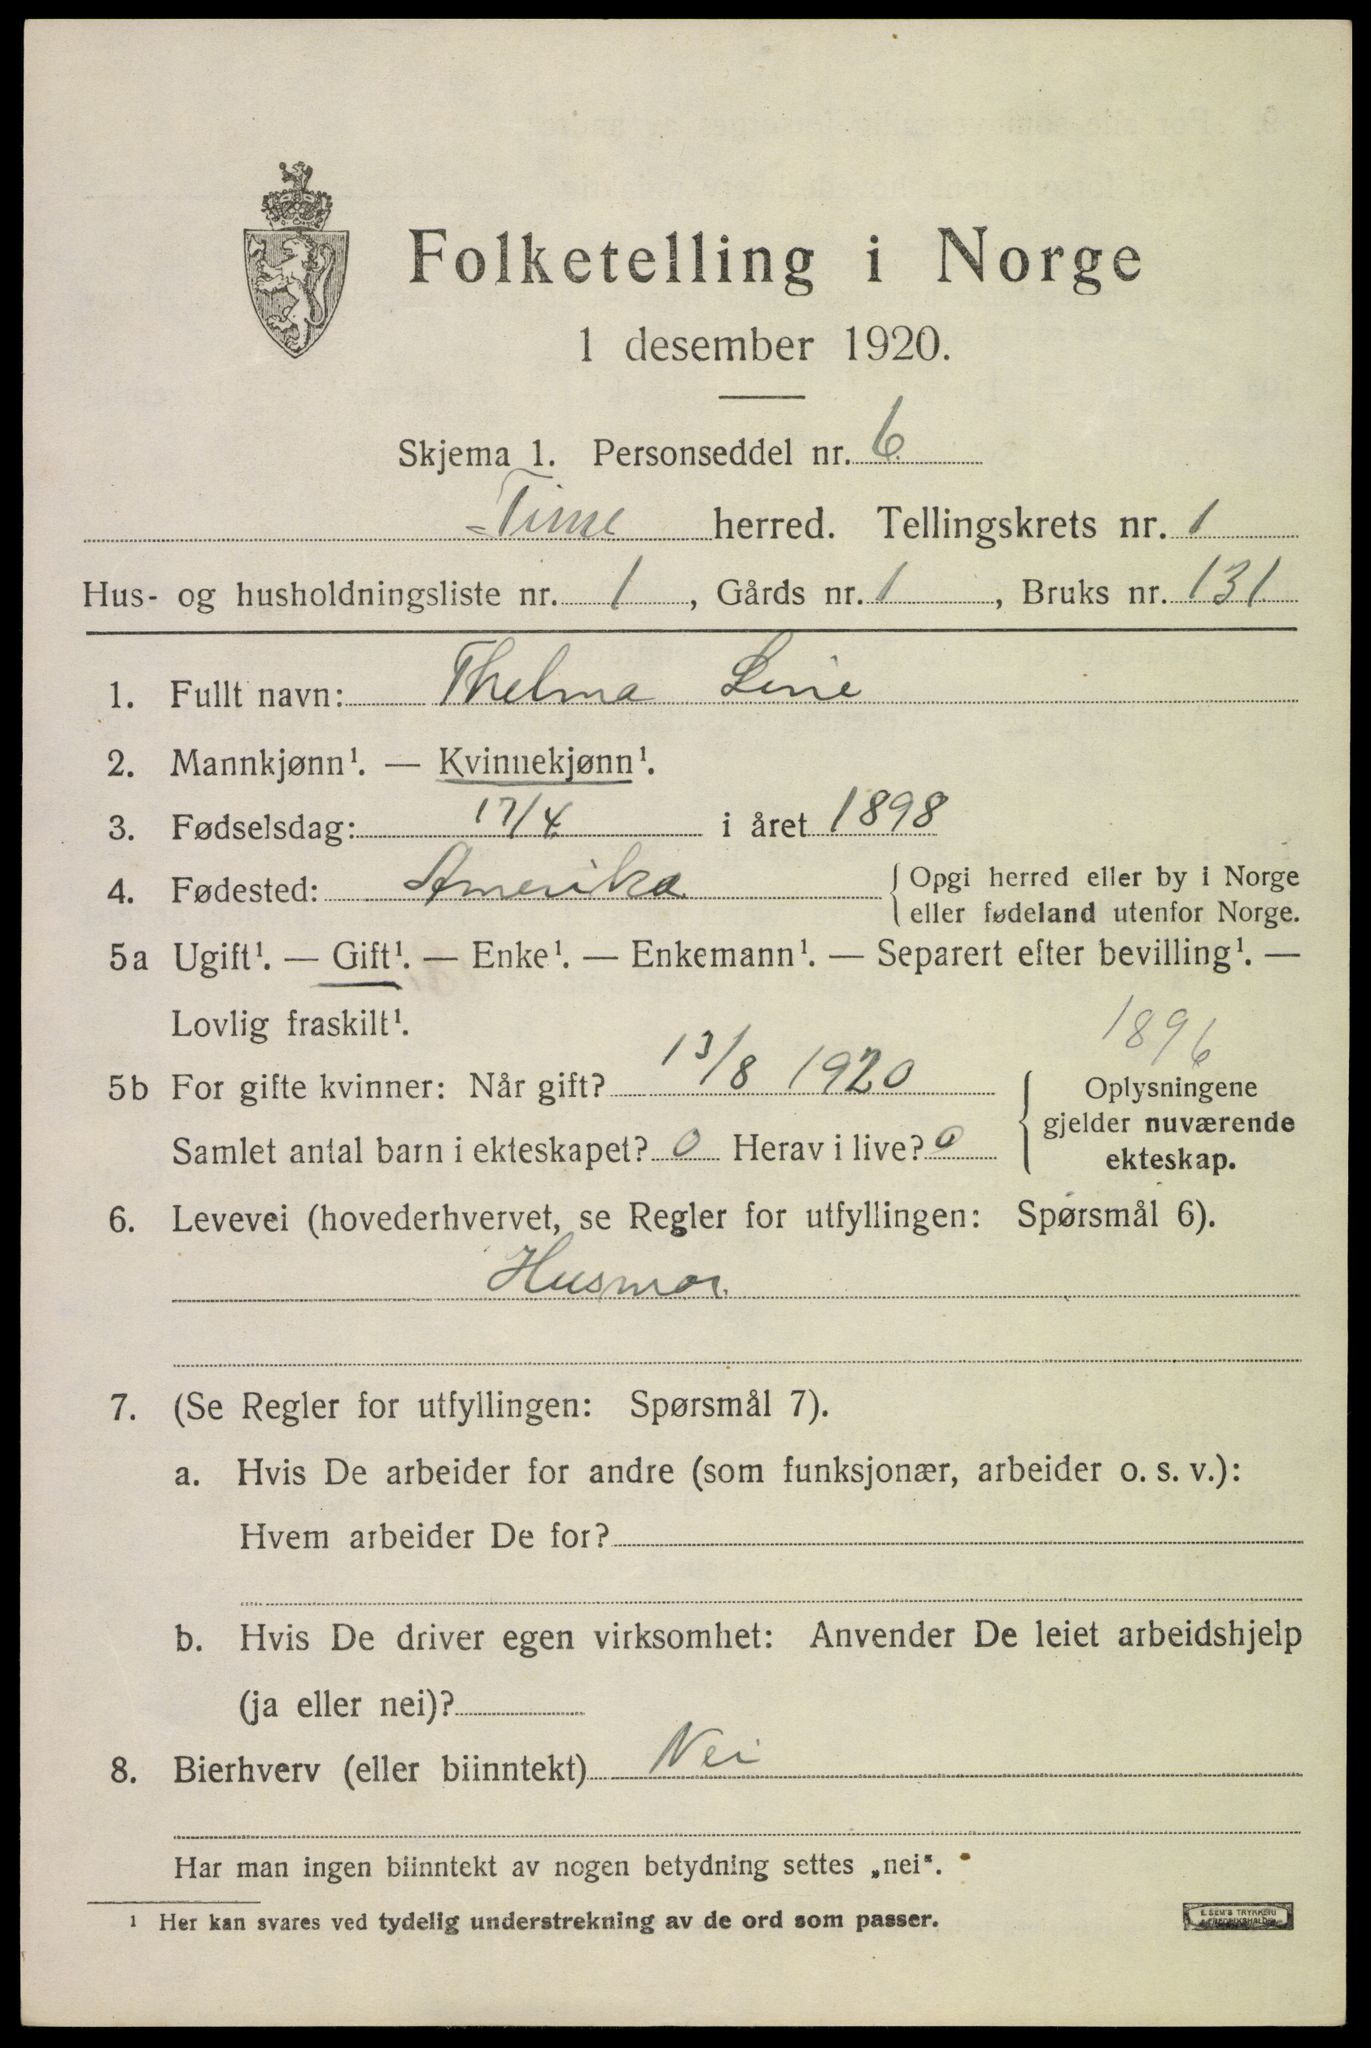 Folketelling i Norge
1 desember 1920.
Skjema 1. Personseddel nr. 6
Time herred. Tellingskrets nr. 1
Hus- og husholdningsliste nr. 1, Gårds nr. 1, Bruks nr. 131
1. Fullt navn: Thelma Line
2. Mannkjønn¹. — Kvinnekjønn¹.
3. Fødselsdag: 17/4 i året 1898
4. Fødested: Amerika { Opgi herred eller by i Norge
eller fødeland utenfor Norge.
5a Ugift¹. — Gift¹. — Enke¹. — Enkemann¹. — Separert efter bevilling¹. —
Lovlig fraskilt¹.
1896
5b For gifte kvinner: Når gift? 13/8 1920
Samlet antal barn i ekteskapet? 0 Herav i live? 0
Oplysningene
gjelder nuværende
ekteskap.
6. Levevei (hovederhvervet, se Regler for utfyllingen: Spørsmål 6).
Husmor
7. (Se Regler for utfyllingen: Spørsmål 7).
a. Hvis De arbeider for andre (som funksjonær, arbeider o. s. v.):
Hvem arbeider De for?
b. Hvis De driver egen virksomhet: Anvender De leiet arbeidshjelp
(ja eller nei)?
8. Bierhverv (eller biinntekt) Nei
Har man ingen biinntekt av nogen betydning settes „nei".
¹ Her kan svares ved tydelig understrekning av de ord som passer.
E. SEM'S TRYKKERI
FREDRIKSHALD